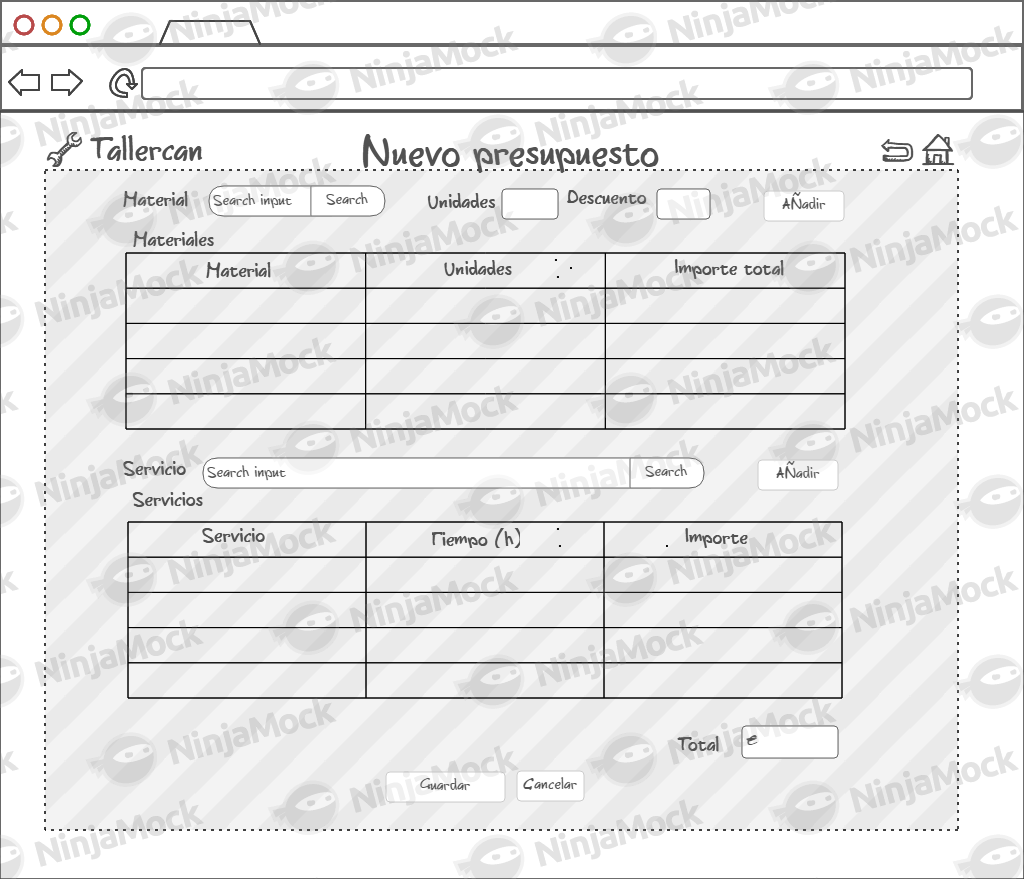 Tallercan
Nuevo presupuesto
Material Search input Search Unidades Descuento AÑadir
Materiales
Material Unidades Importe total
Servicio Search input Search AÑadir
Servicios
Servicio Tiempo (h) Importe
Total €
Guardar Cancelar
NinjaMock